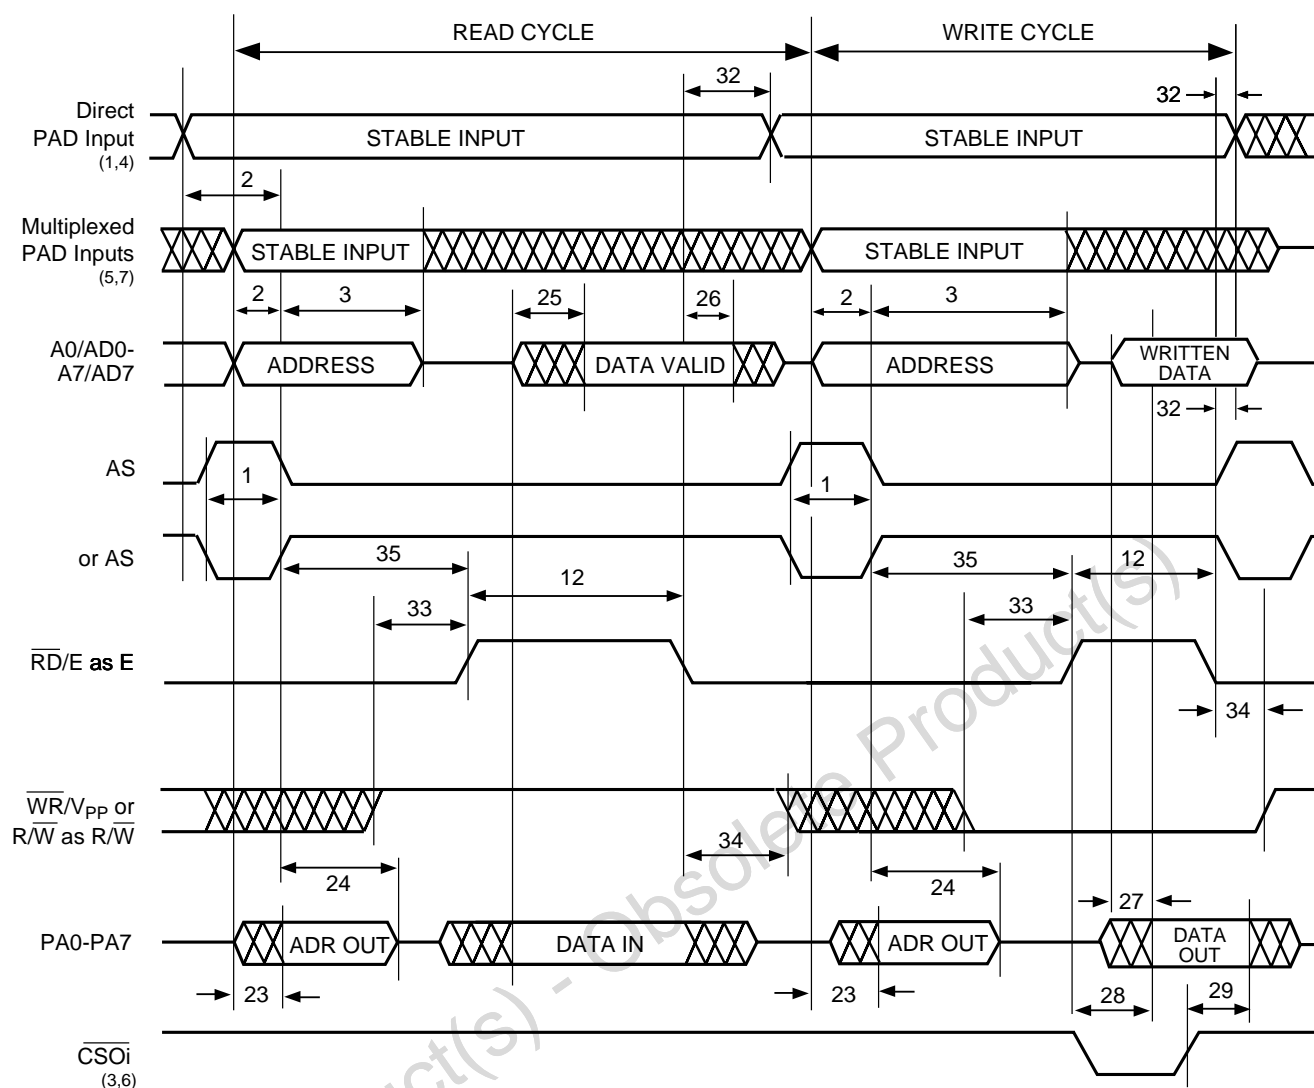 READ CYCLE
WRITE CYCLE
32
32
Direct
PAD Input
(1,4)
STABLE INPUT
STABLE INPUT
2
Multiplexed
PAD Inputs
(5,7)
STABLE INPUT
STABLE INPUT
2
3
25
26
2
3
A0/AD0-
A7/AD7
ADDRESS
DATA VALID
ADDRESS
WRITTEN
DATA
32
AS
1
1
or AS
35
12
35
12
33
33
RD/E as E
34
WR/VPP or
R/W as R/W
34
24
24
27
PA0-PA7
ADR OUT
DATA IN
ADR OUT
DATA
OUT
23
23
28
29
CSOi
(3,6)
uct(s) - Obsolete Product(s)